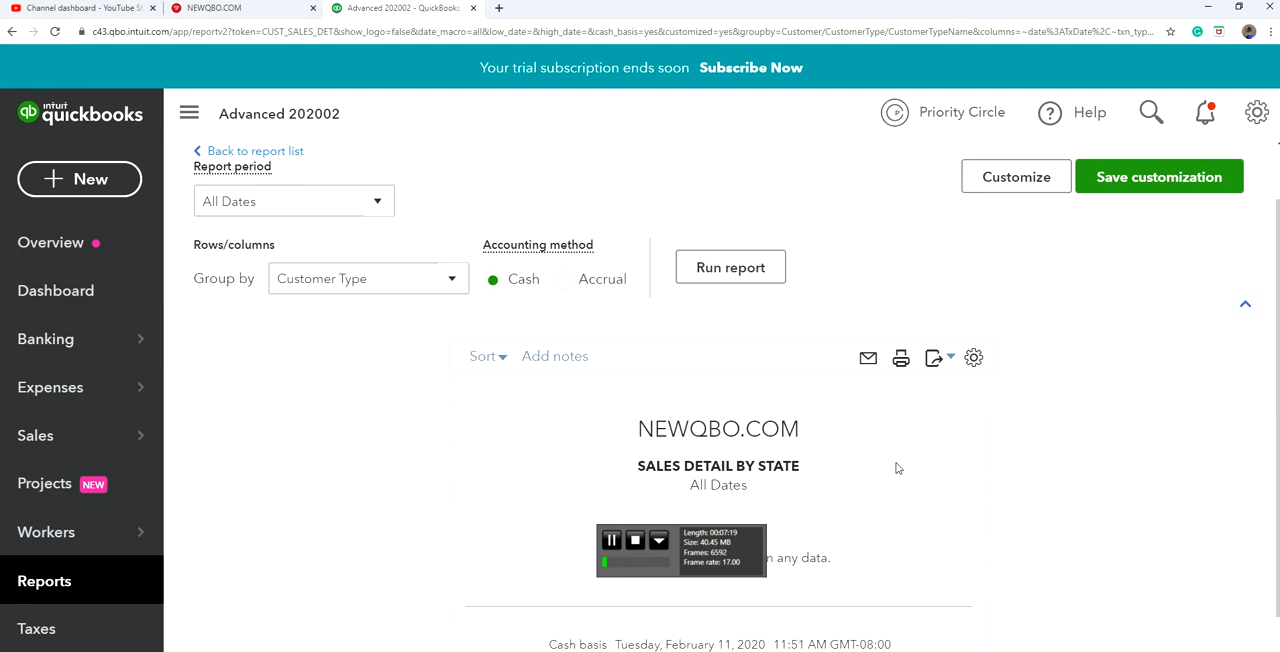 Channel dashboard - YouTube St
NEWQBO.COM
Advanced 202002 - QuickBooks
c43.qbo.intuit.com/app/reportv2?token=CUST_SALES_DET&show_logo=false&date_macro=all&low_date=&high_date=&cash_basis=yes&customized=yes&groupby=Customer/CustomerType/CustomerTypeName&columns=~date%3ATxDate%2C~txn_typ...
Your trial subscription ends soon Subscribe Now
intuit
quickbooks
Advanced 202002
Priority Circle
Help
Back to report list
Report period
Customize
Save customization
New
All Dates
Overview
Rows/columns
Accounting method
Group by
Customer Type
Cash
Accrual
Run report
Dashboard
Banking
Sort
Add notes
Expenses
NEWQBO.COM
Sales
SALES DETAIL BY STATE
All Dates
Projects NEW
Workers
Length: 00:07:19
Size: 40.45 MB
Frames: 6592
Frame rate: 17.00
any data.
Reports
Taxes
Cash basis Tuesday, February 11, 2020 11:51 AM GMT-08:00